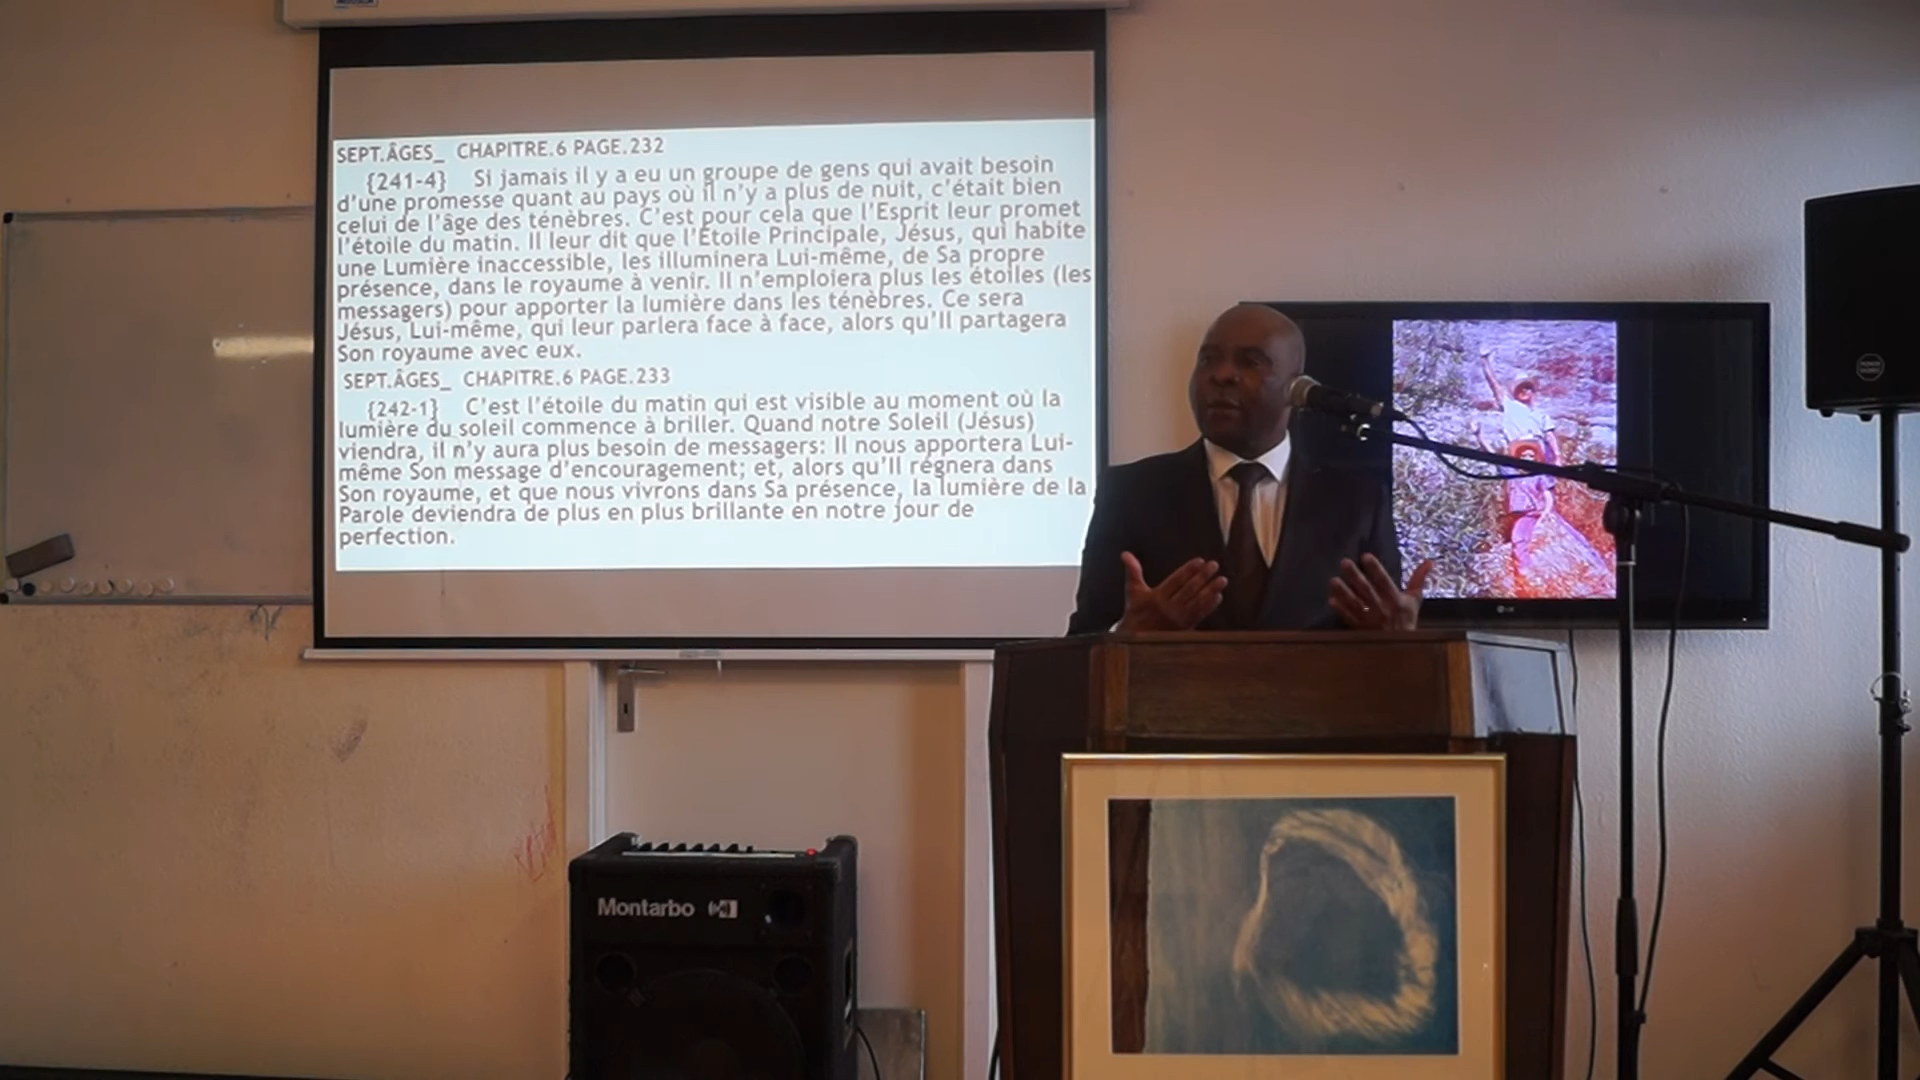 SEPT.ÂGES_ CHAPITRE.6 PAGE.232
{241-4} Si jamais il y a eu un groupe de gens qui avait besoin
d'une promesse quant au pays où il n'y a plus de nuit, c'était bien
celui de l'âge des ténèbres. C'est pour cela que l'Esprit leur promet
l'étoile du matin. Il leur dit que l'Étoile Principale, Jésus, qui habite
une Lumière inaccessible, les illuminera Lui-même, de Sa propre
présence, dans le royaume à venir. Il n'emploiera plus les étoiles (les
messagers) pour apporter la lumière dans les ténèbres. Ce sera
Jésus, Lui-même, qui leur parlera face à face, alors qu'Il partagera
Son royaume avec eux.
SEPT.ÂGES_ CHAPITRE.6 PAGE.233
{242-1} C'est l'étoile du matin qui est visible au moment où la
lumière du soleil commence à briller. Quand notre Soleil (Jésus)
viendra, il n'y aura plus besoin de messagers: Il nous apportera Lui-
même Son message d'encouragement; et, alors qu'Il régnera dans
Son royaume, et que nous vivrons dans Sa présence, la lumière de la
Parole deviendra de plus en plus brillante en notre jour de
perfection.
LG
Montarbo